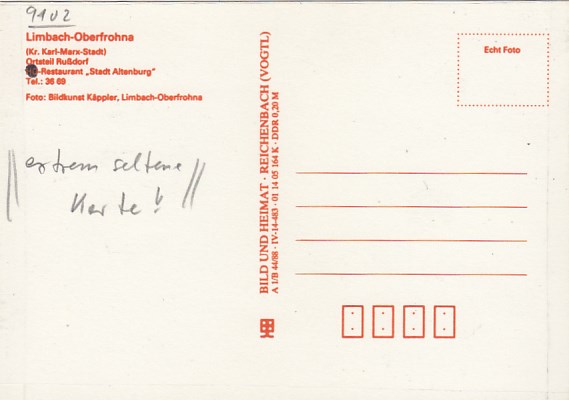 9102
Limbach-Oberfrohna
(Kr. Karl-Marx-Stadt)
Ortsteil Rußdorf
-Restaurant „Stadt Altenburg"
Tel.: 36 69
Foto: Bildkunst Käppler, Limbach-Oberfrohna
extrem seltene
Karte!
BILD UND HEIMAT · REICHENBACH (VOGTL)
A 1/B 44/88 · IV-14-483 · 01 14 05 164 K · DDR 0,20 M
Echt Foto